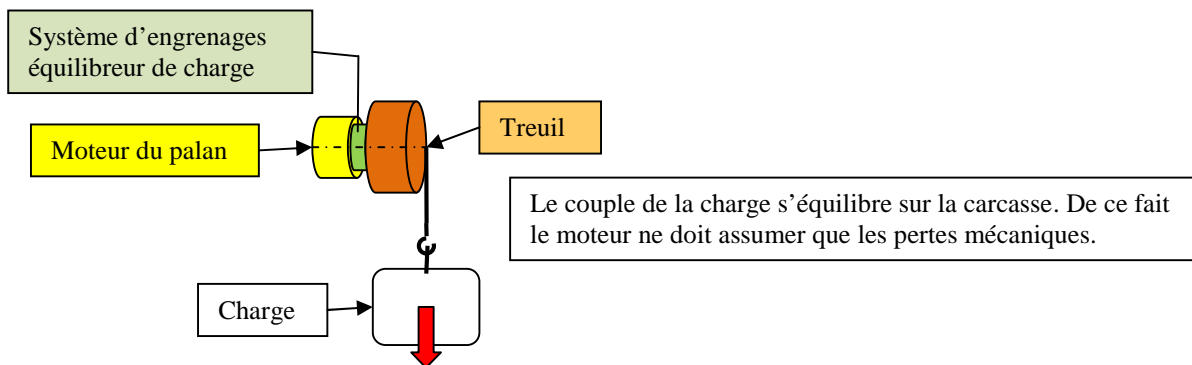 Système d’engrenages
équilibreur de charge
Moteur du palan
Treuil
Le couple de la charge s’équilibre sur la carcasse. De ce fait
le moteur ne doit assumer que les pertes mécaniques.
Charge